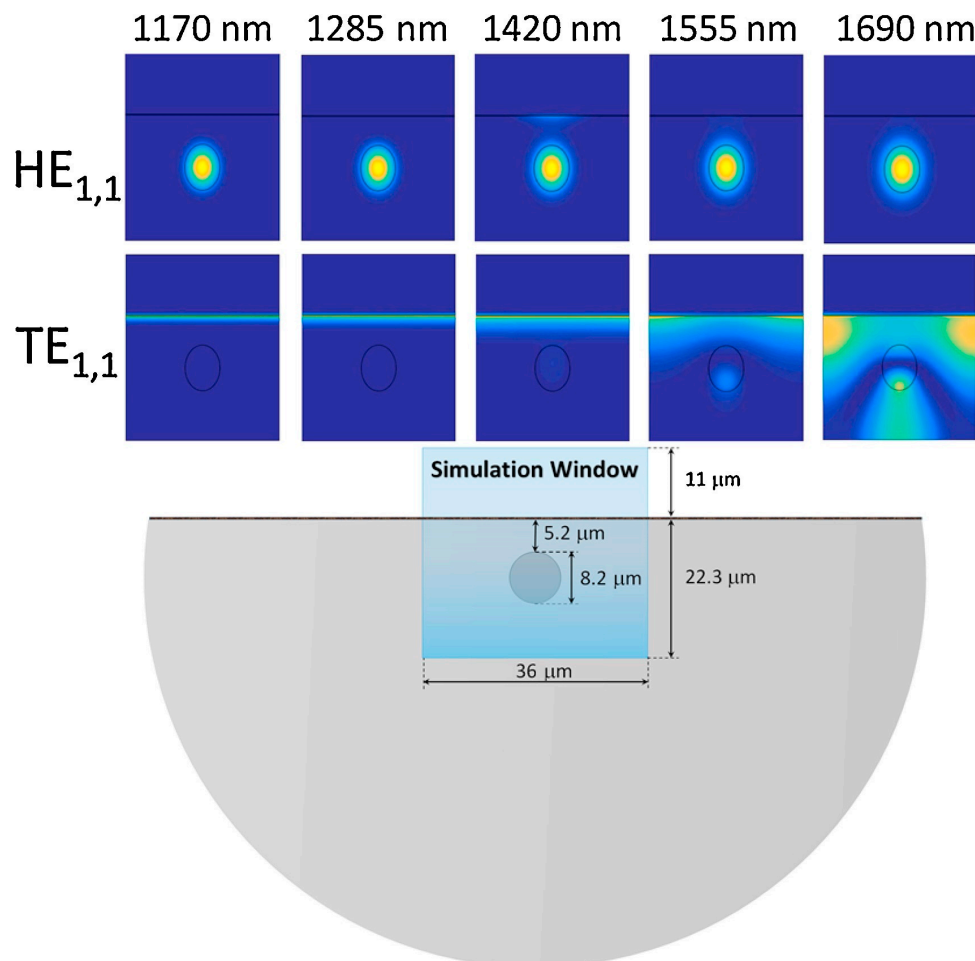 1170 nm 1285 nm 1420 nm 1555 nm 1690 nm
HE1,1
TE1,1
Simulation Window
11 μm
5.2 μm
8.2 μm
22.3 μm
36 μm